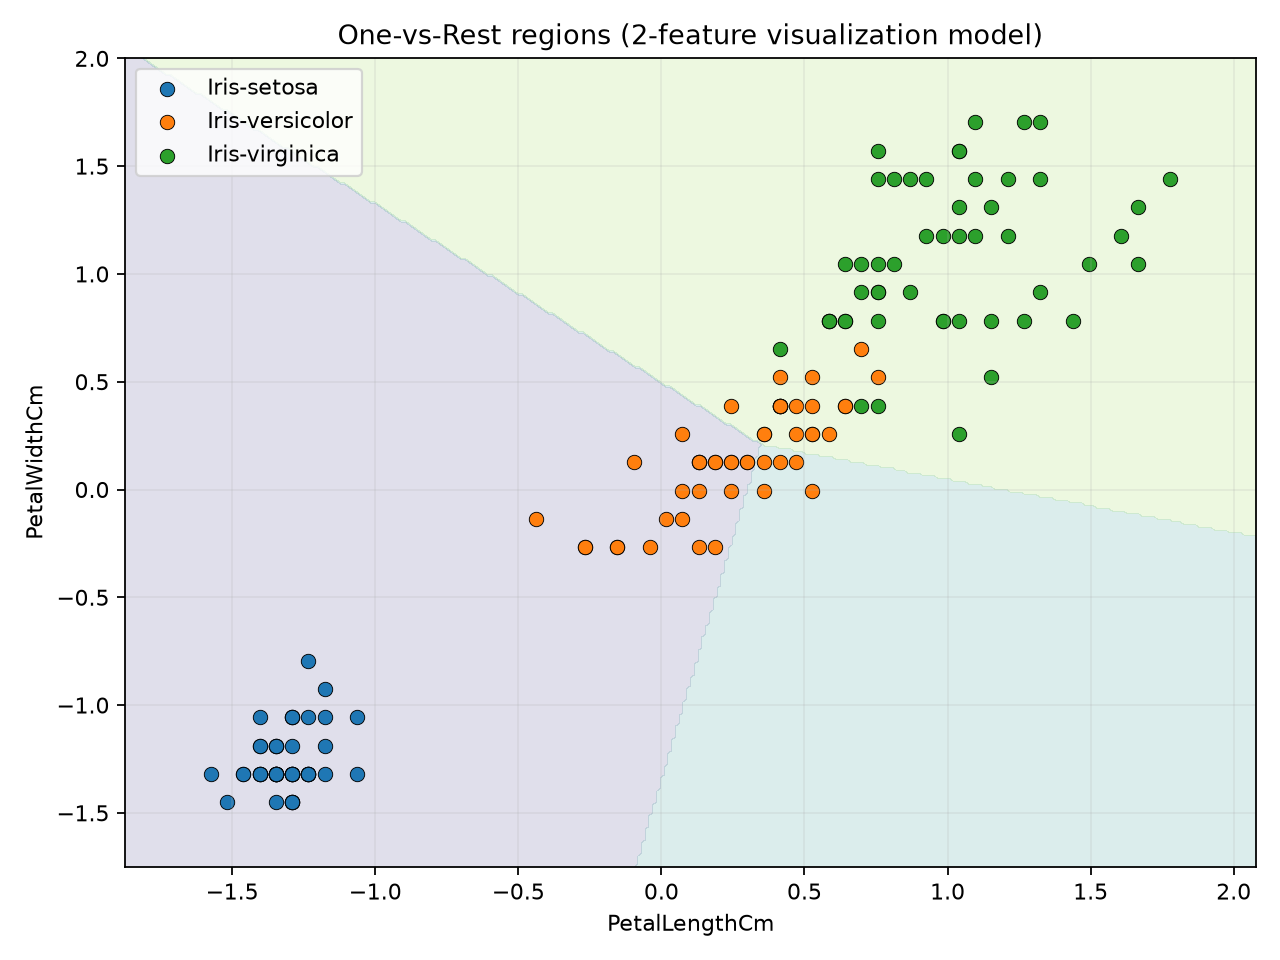 One-vs-Rest regions (2-feature visualization model)
Iris-setosa
Iris-versicolor
Iris-virginica
PetalWidthCm
2.0
1.5
1.0
0.5
0.0
−0.5
−1.0
−1.5
−1.5
−1.0
−0.5
0.0
0.5
1.0
1.5
2.0
PetalLengthCm